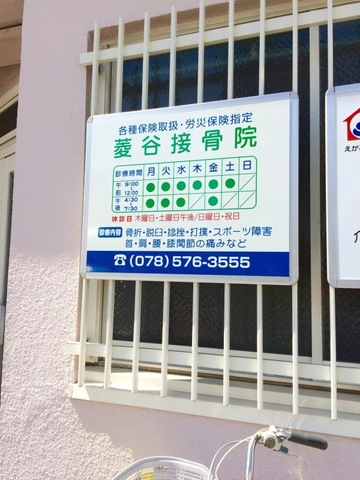 各種保険取扱・労災保険指定
菱谷接骨院
診療時間 月 火 水 木 金 土 日
午前 9:00〜12:00 ● ● ● ／ ● ● ／
午後 4:30〜7:30 ● ● ● ／ ● ／ ／
休診日 木曜日・土曜日午後/日曜日・祝日
診療内容 骨折・脱臼・捻挫・打撲・スポーツ障害
首・肩・腰・膝関節の痛みなど
☎(078)576-3555
えが